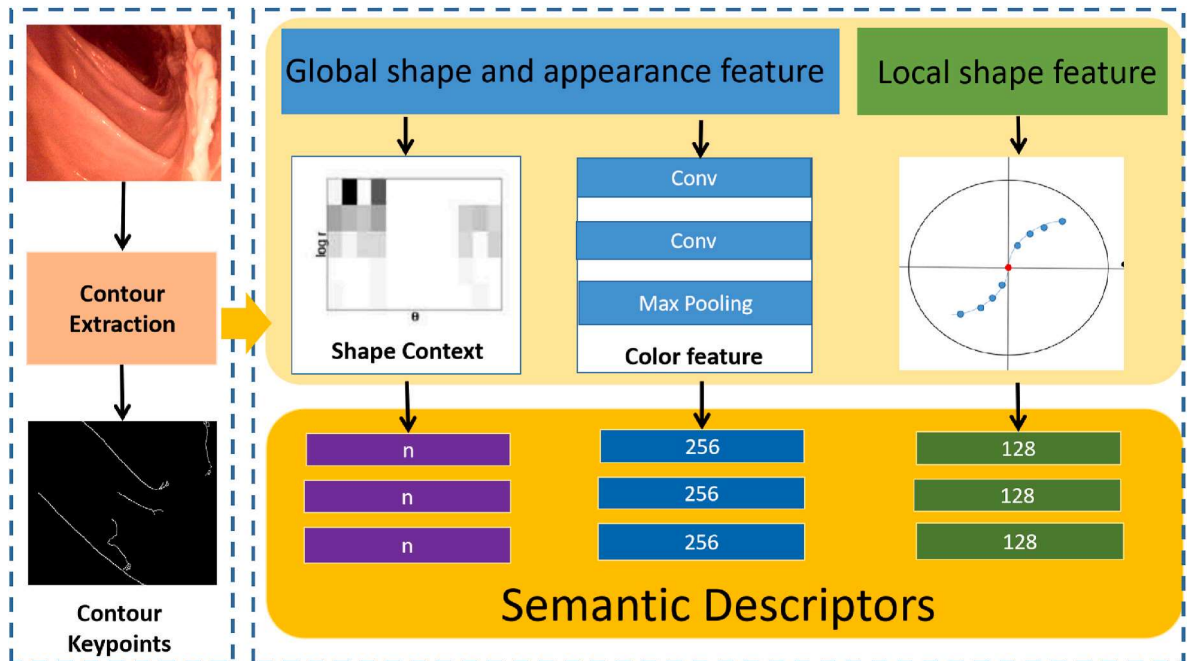 Contour
Extraction
Contour
Keypoints
Global shape and appearance feature
Local shape feature
log r
θ
Shape Context
Conv
Conv
Max Pooling
Color feature
n
256
128
n
256
128
n
256
128
Semantic Descriptors